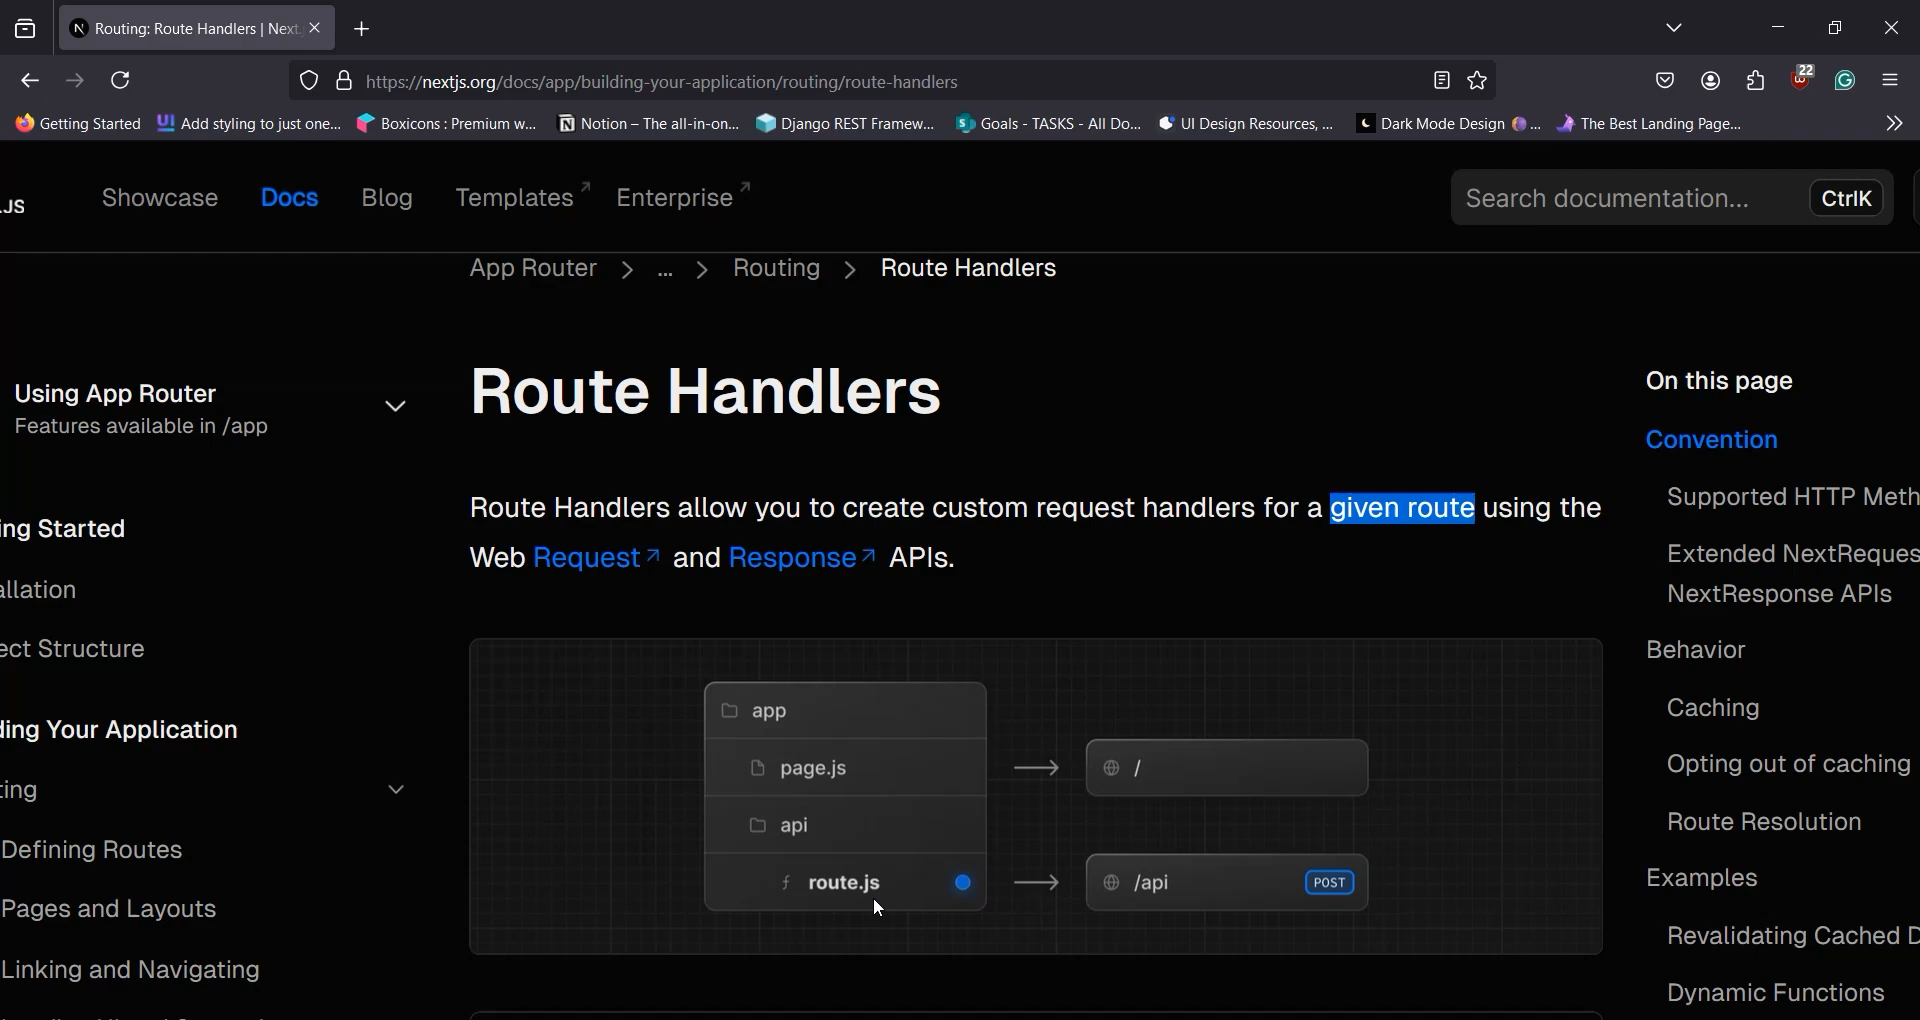 Routing: Route Handlers | Next.
https://nextjs.org/docs/app/building-your-application/routing/route-handlers
22
Getting Started
Add styling to just one...
Boxicons : Premium w...
Notion – The all-in-on...
Django REST Framew...
Goals - TASKS - All Do...
UI Design Resources, ...
Dark Mode Design ...
The Best Landing Page...
.JS
Showcase
Docs
Blog
Templates
Enterprise
Search documentation...
CtrlK
App Router > ... > Routing > Route Handlers
Using App Router
Features available in /app
ing Started
allation
ect Structure
ding Your Application
ting
Defining Routes
Pages and Layouts
Linking and Navigating
Route Handlers
Route Handlers allow you to create custom request handlers for a given route using the
Web Request and Response APIs.
app
page.js
/
api
route.js
/api
POST
On this page
Convention
Supported HTTP Meth
Extended NextReques
NextResponse APIs
Behavior
Caching
Opting out of caching
Route Resolution
Examples
Revalidating Cached D
Dynamic Functions